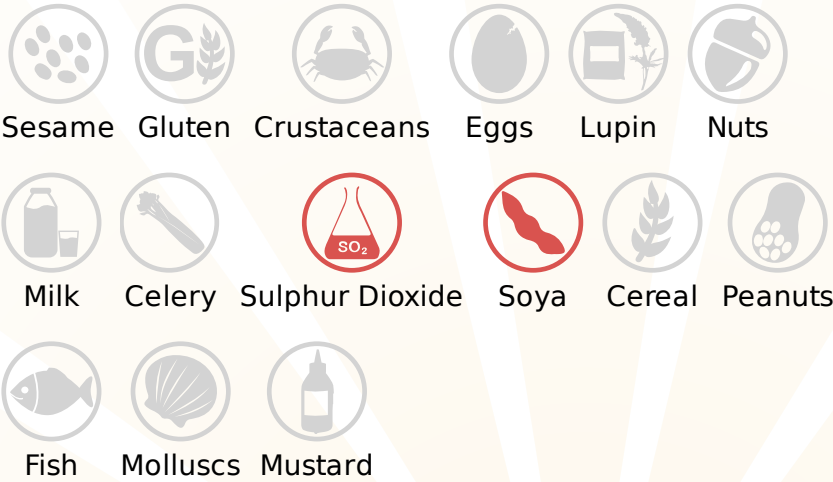 G
Sesame Gluten Crustaceans Eggs Lupin Nuts
SO₂
Milk Celery Sulphur Dioxide Soya Cereal Peanuts
Fish Molluscs Mustard